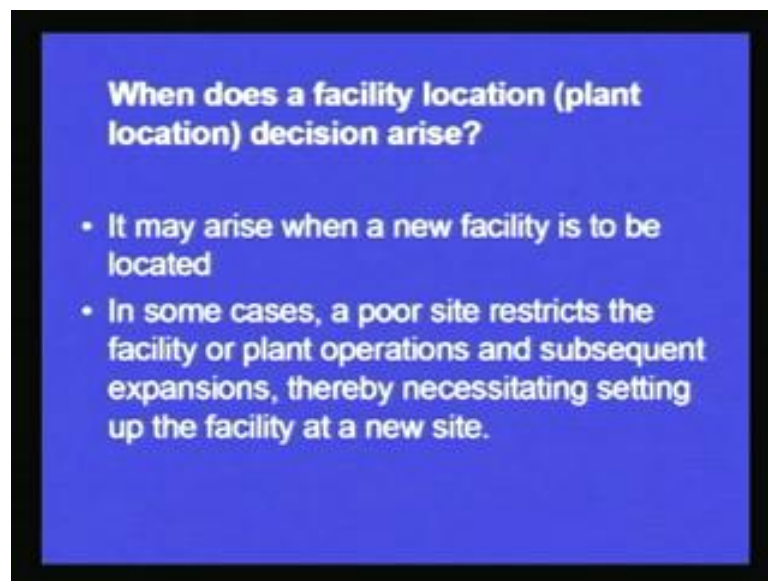 When does a facility location (plant
location) decision arise?
• It may arise when a new facility is to be
located
• In some cases, a poor site restricts the
facility or plant operations and subsequent
expansions, thereby necessitating setting
up the facility at a new site.